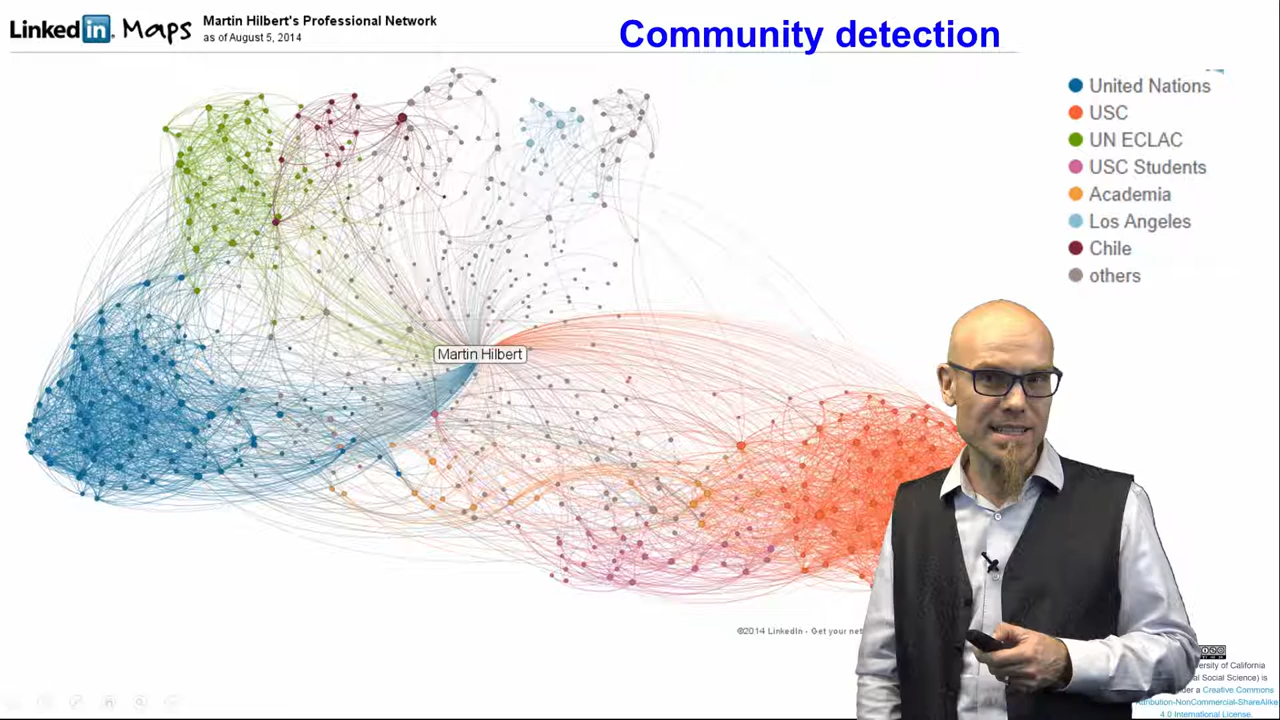 Linked in Maps
Martin Hilbert's Professional Network
as of August 5, 2014
Community detection
United Nations
USC
UN ECLAC
USC Students
Academia
Los Angeles
Chile
others
Martin Hilbert
©2014 LinkedIn - Get your net
ersity of California
al Social Science) is
der a Creative Commons
Attribution-NonCommercial-ShareAlike
4.0 International License.